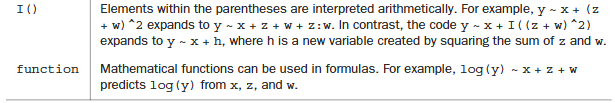 I() Elements within the parentheses are interpreted arithmetically. For example, y ~ x + (z
+ w)^2 expands to y ~ x + z + w + z:w. In contrast, the code y ~ x + I((z + w)^2)
expands to y ~ x + h, where h is a new variable created by squaring the sum of z and w.
function Mathematical functions can be used in formulas. For example, log(y) ~ x + z + w
predicts log(y) from x, z, and w.